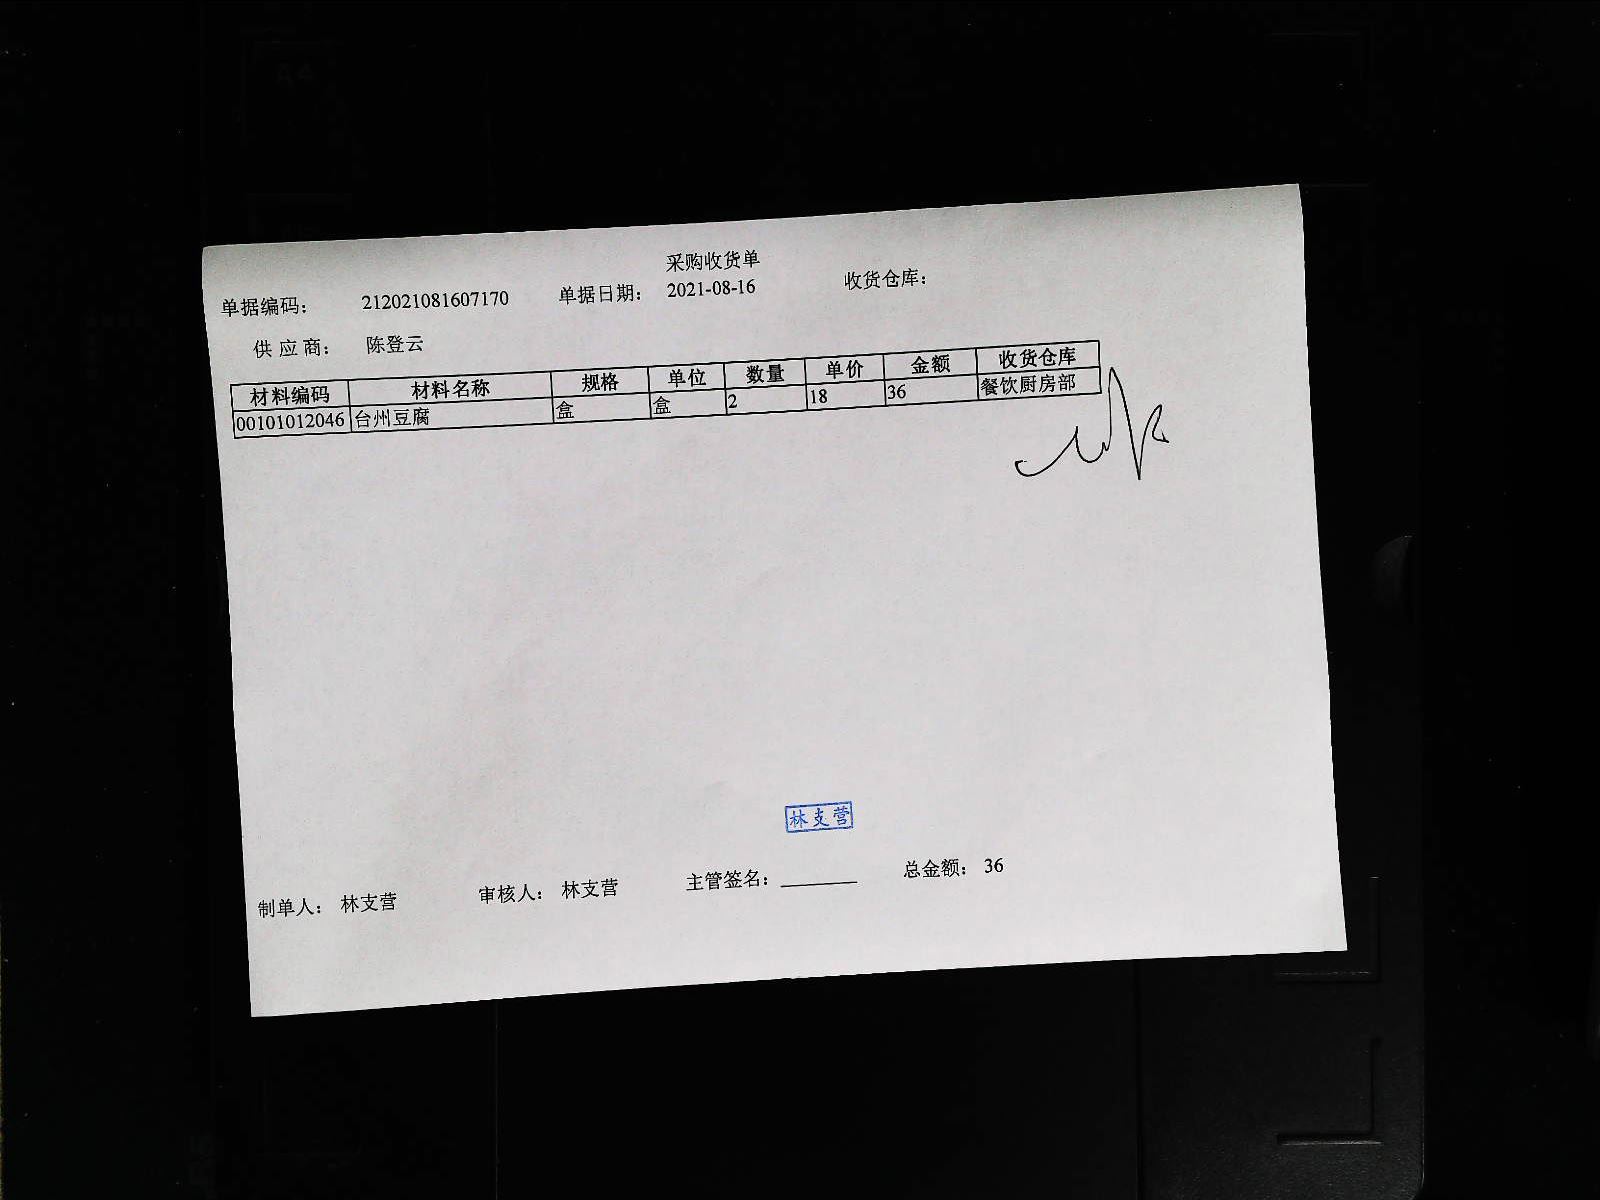 采购收货单
单据编码： 212021081607170 单据日期： 2021-08-16 收货仓库：
供 应 商： 陈登云
材料编码 材料名称 规格 单位 数量 单价 金额 收货仓库
00101012046 台州豆腐 盒 盒 2 18 36 餐饮厨房部
林支营
制单人： 林支营 审核人： 林支营 主管签名： 总金额： 36